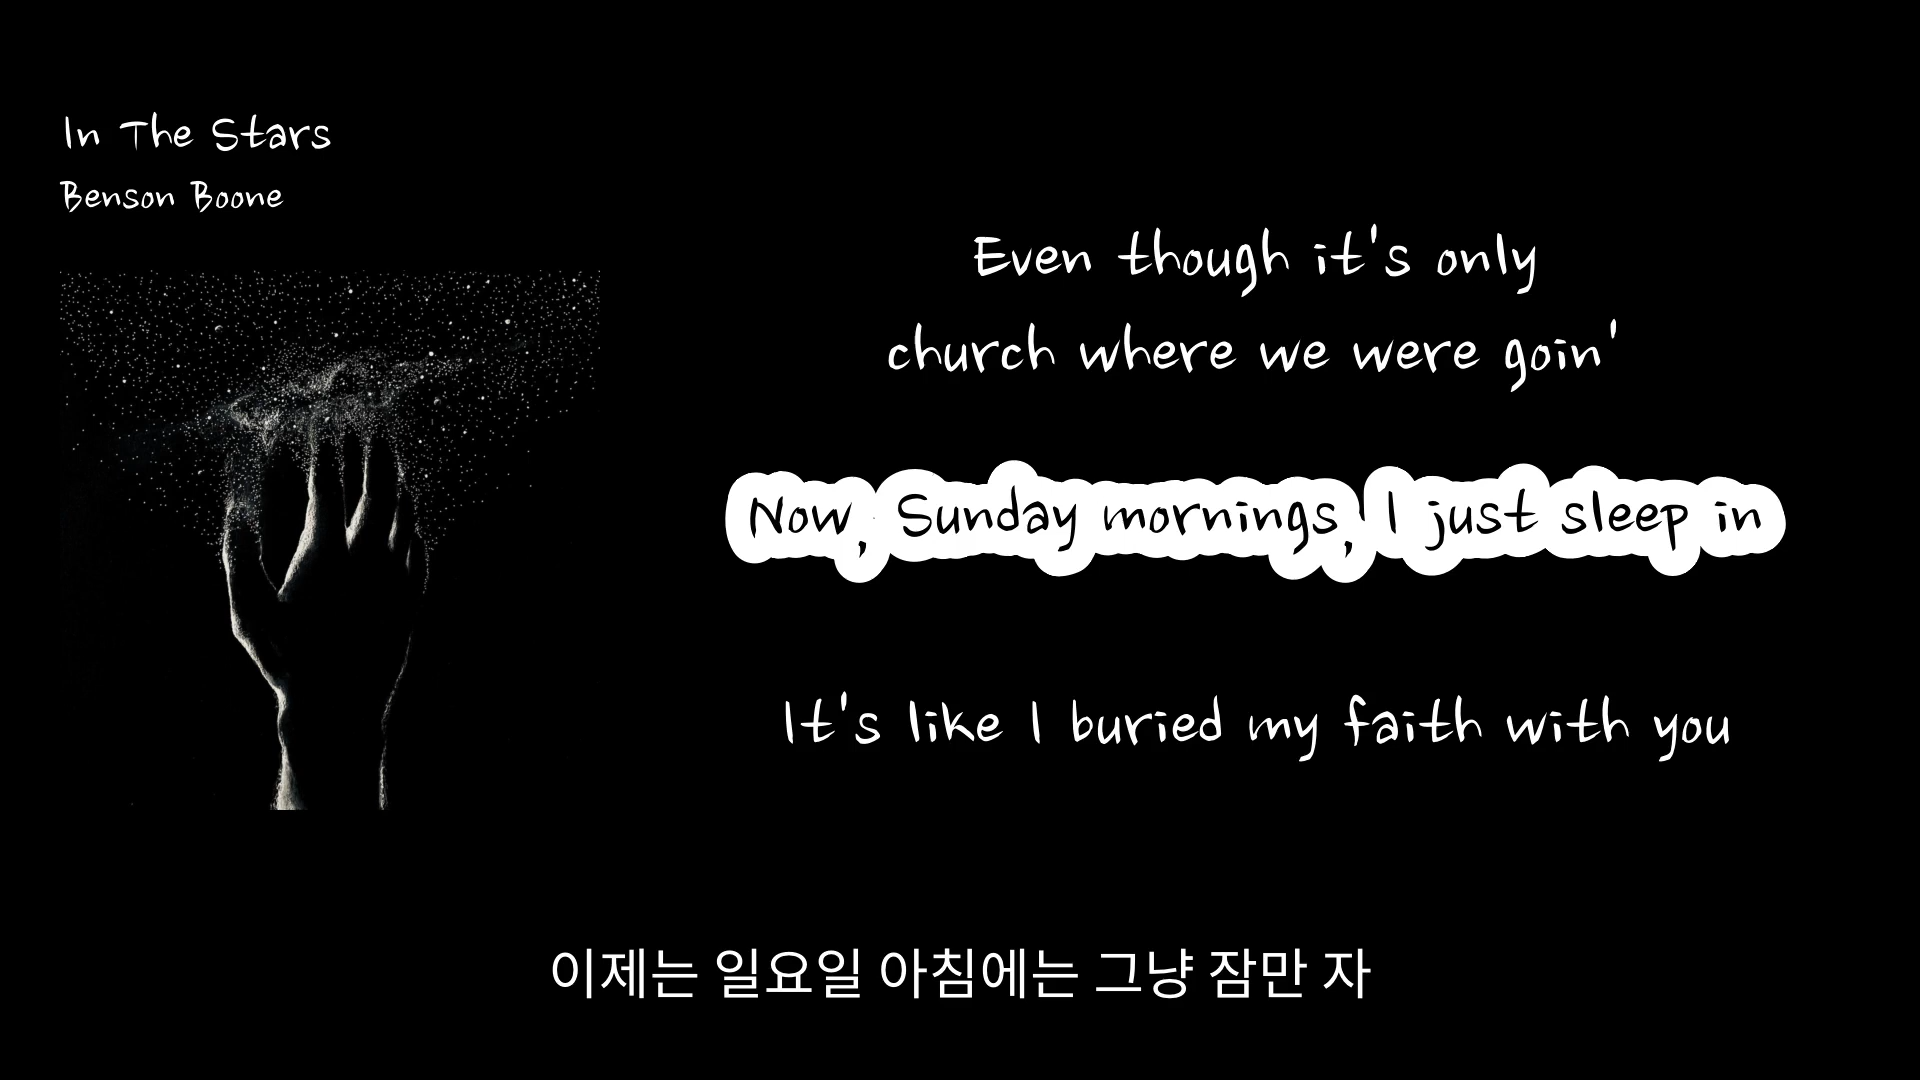 In The Stars
Benson Boone
Even though it's only
church where we were goin'
Now, Sunday mornings, I just sleep in
It's like I buried my faith with you
이제는 일요일 아침에는 그냥 잠만 자